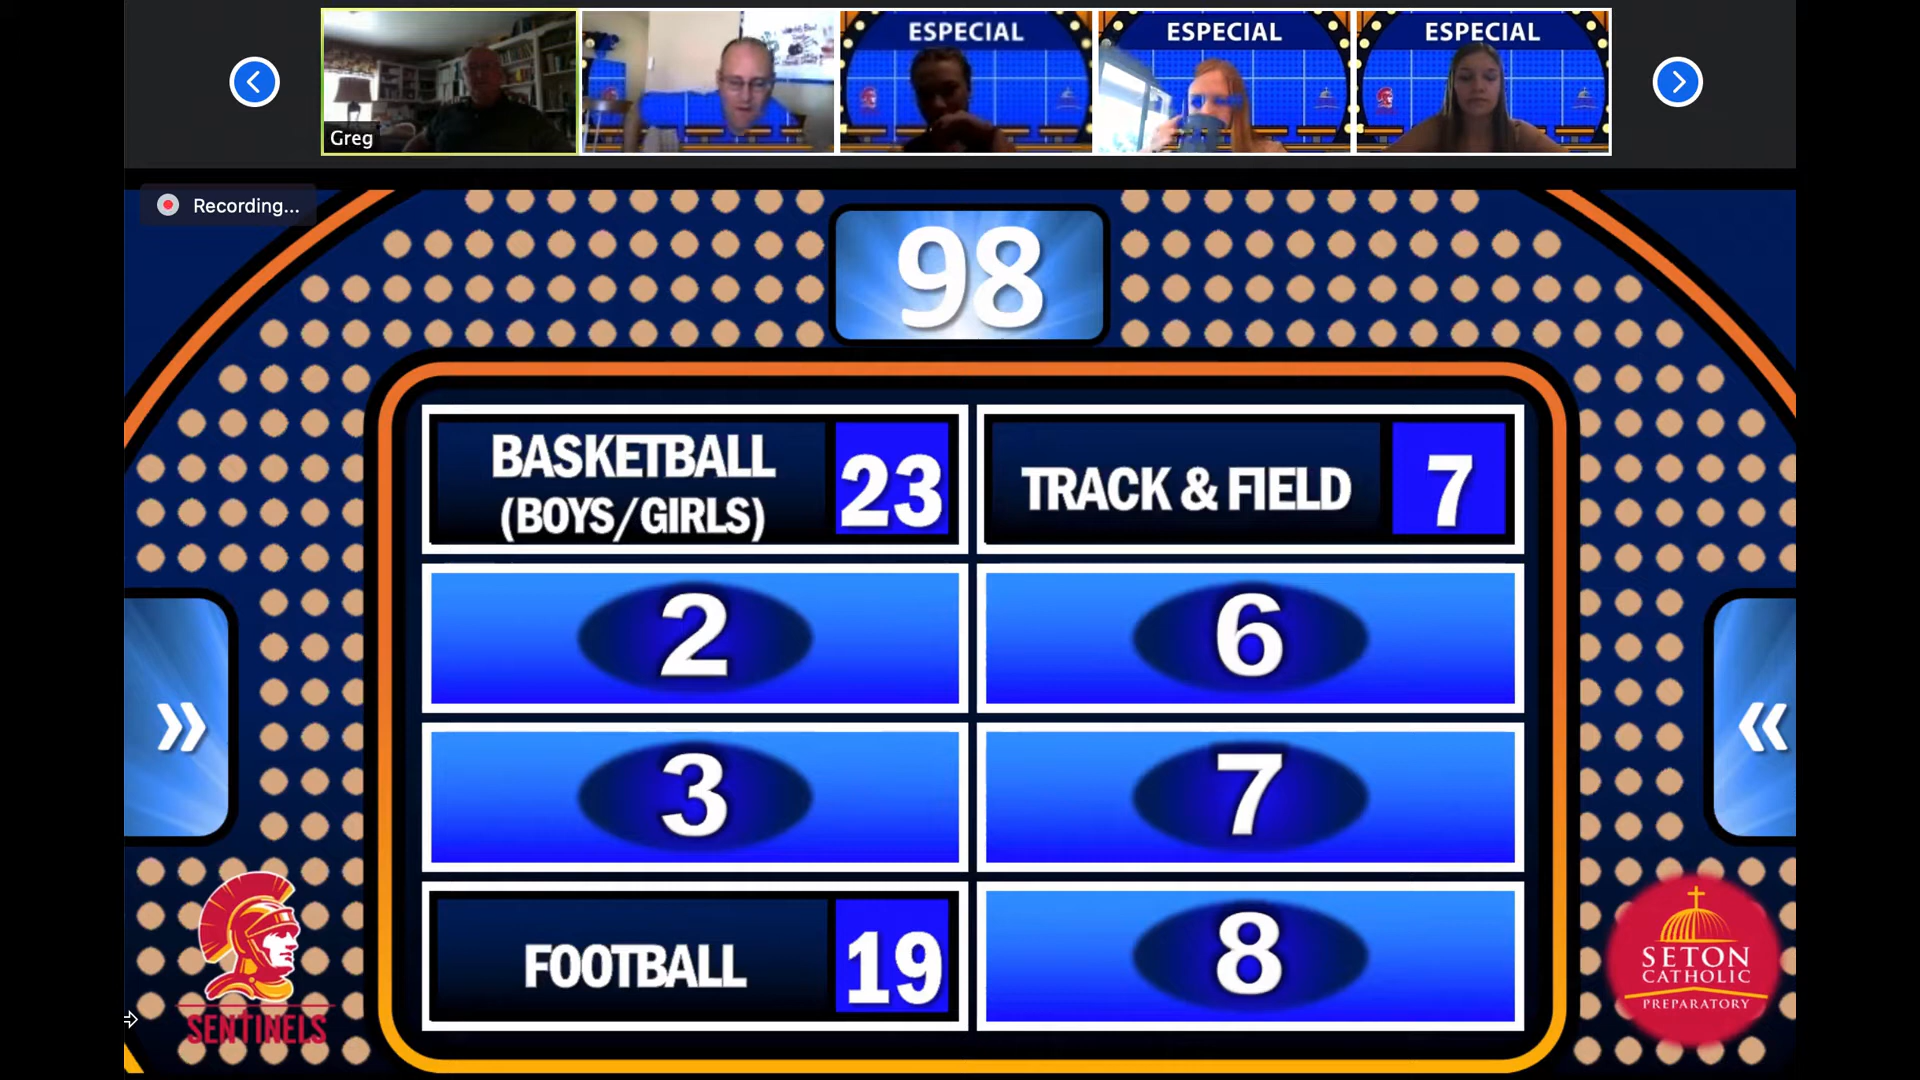 ESPECIAL
ESPECIAL
ESPECIAL
Greg
Recording...
98
BASKETBALL
(BOYS/GIRLS)
23
TRACK & FIELD
7
2
6
3
7
FOOTBALL
19
8
SENTINELS
SETON
CATHOLIC
PREPARATORY